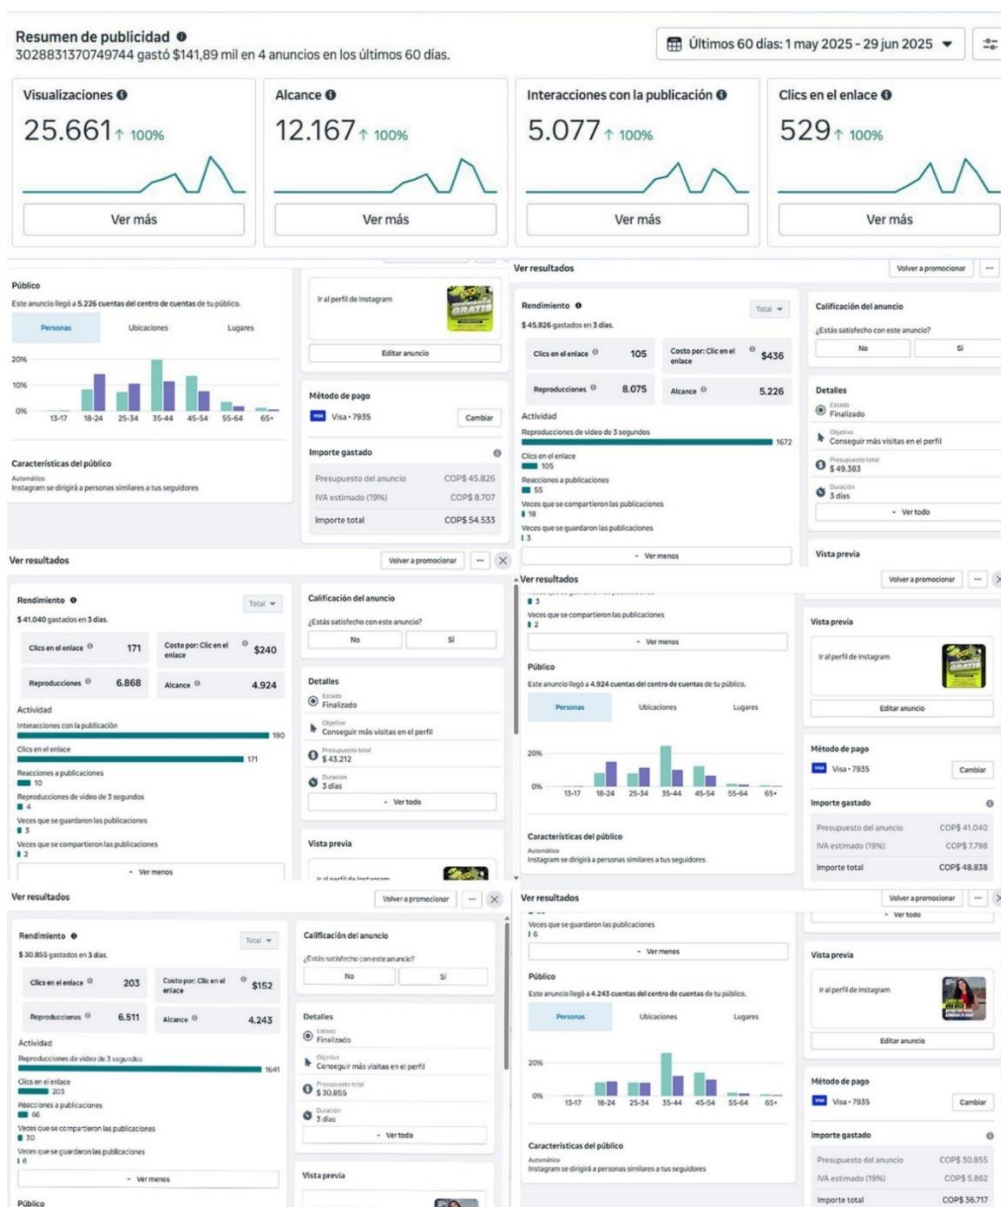 Resumen de publicidad
3028831370749744 gastó $141,89 mil en 4 anuncios en los últimos 60 días.
Últimos 60 días: 1 may 2025 - 29 jun 2025
Visualizaciones
25.661 ↑ 100%
Ver más
Alcance
12.167 ↑ 100%
Ver más
Interacciones con la publicación
5.077 ↑ 100%
Ver más
Clics en el enlace
529 ↑ 100%
Ver más
Público
Este anuncio llegó a 5.226 cuentas del centro de cuentas de tu público.
Personas Ubicaciones Lugares
20%
10%
0%
13-17 18-24 25-34 35-44 45-54 55-64 65+
Características del público
Automático
Instagram se dirigirá a personas similares a tus seguidores
Ir al perfil de Instagram
GRATIS
Editar anuncio
Método de pago
VISA Visa • 7935 Cambiar
Importe gastado
Presupuesto del anuncio COP$ 45.826
IVA estimado (19%) COP$ 8.707
Importe total COP$ 54.533
Ver resultados
Volver a promocionar ...
Rendimiento
Total
$ 45.826 gastados en 3 días.
Clics en el enlace 105
Costo por: Clic en el enlace $436
Reproducciones 8.075
Alcance 5.226
Actividad
Reproducciones de video de 3 segundos
1672
Clics en el enlace
105
Reacciones a publicaciones
55
Veces que se compartieron las publicaciones
18
Veces que se guardaron las publicaciones
3
Ver menos
Calificación del anuncio
¿Estás satisfecho con este anuncio?
No Sí
Detalles
Estado
Finalizado
Objetivo
Conseguir más visitas en el perfil
Presupuesto total
$ 49.383
Duración
3 días
Ver todo
Vista previa
Ver resultados
Volver a promocionar ...
Rendimiento
Total
$ 41.040 gastados en 3 días.
Clics en el enlace 171
Costo por: Clic en el enlace $240
Reproducciones 6.868
Alcance 4.924
Actividad
Interacciones con la publicación
190
Clics en el enlace
171
Reacciones a publicaciones
10
Reproducciones de video de 3 segundos
4
Veces que se guardaron las publicaciones
3
Veces que se compartieron las publicaciones
2
Ver menos
Calificación del anuncio
¿Estás satisfecho con este anuncio?
No Sí
Detalles
Estado
Finalizado
Objetivo
Conseguir más visitas en el perfil
Presupuesto total
$ 43.212
Duración
3 días
Ver todo
Vista previa
Ir al perfil de Instagram
Ver resultados
Volver a promocionar ...
3
Veces que se compartieron las publicaciones
2
Ver menos
Público
Este anuncio llegó a 4.924 cuentas del centro de cuentas de tu público.
Personas Ubicaciones Lugares
20%
0%
13-17 18-24 25-34 35-44 45-54 55-64 65+
Características del público
Automático
Instagram se dirigirá a personas similares a tus seguidores
Vista previa
Ir al perfil de Instagram
Editar anuncio
Método de pago
VISA Visa • 7935 Cambiar
Importe gastado
Presupuesto del anuncio COP$ 41.040
IVA estimado (19%) COP$ 7.798
Importe total COP$ 48.838
Ver resultados
Volver a promocionar ...
Rendimiento
Total
$ 30.855 gastados en 3 días.
Clics en el enlace 203
Costo por: Clic en el enlace $152
Reproducciones 6.511
Alcance 4.243
Actividad
Reproducciones de video de 3 segundos
1641
Clics en el enlace
203
Reacciones a publicaciones
66
Veces que se compartieron las publicaciones
30
Veces que se guardaron las publicaciones
6
Ver menos
Público
Calificación del anuncio
¿Estás satisfecho con este anuncio?
No Sí
Detalles
Estado
Finalizado
Objetivo
Conseguir más visitas en el perfil
Presupuesto total
$ 30.855
Duración
3 días
Ver todo
Vista previa
Ver resultados
Volver a promocionar ...
Veces que se guardaron las publicaciones
6
Ver menos
Público
Este anuncio llegó a 4.243 cuentas del centro de cuentas de tu público.
Personas Ubicaciones Lugares
20%
0%
13-17 18-24 25-34 35-44 45-54 55-64 65+
Características del público
Automático
Instagram se dirigirá a personas similares a tus seguidores
Ver todo
Vista previa
Ir al perfil de Instagram
Editar anuncio
Método de pago
VISA Visa • 7935 Cambiar
Importe gastado
Presupuesto del anuncio COP$ 30.855
IVA estimado (19%) COP$ 5.862
Importe total COP$ 36.717